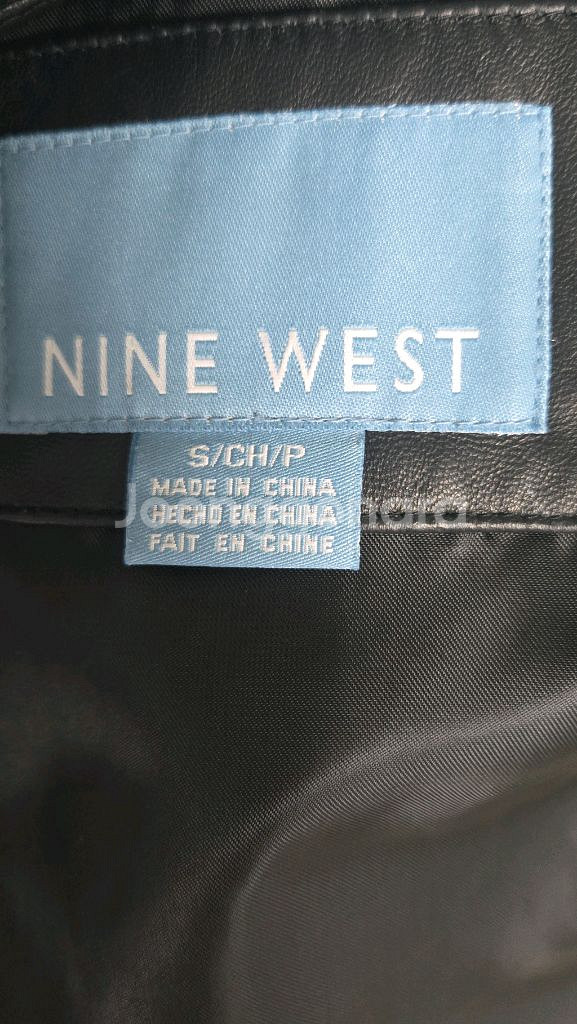 NINE WEST
S/CH/P
MADE IN CHINA
HECHO EN CHINA
FAIT EN CHINE